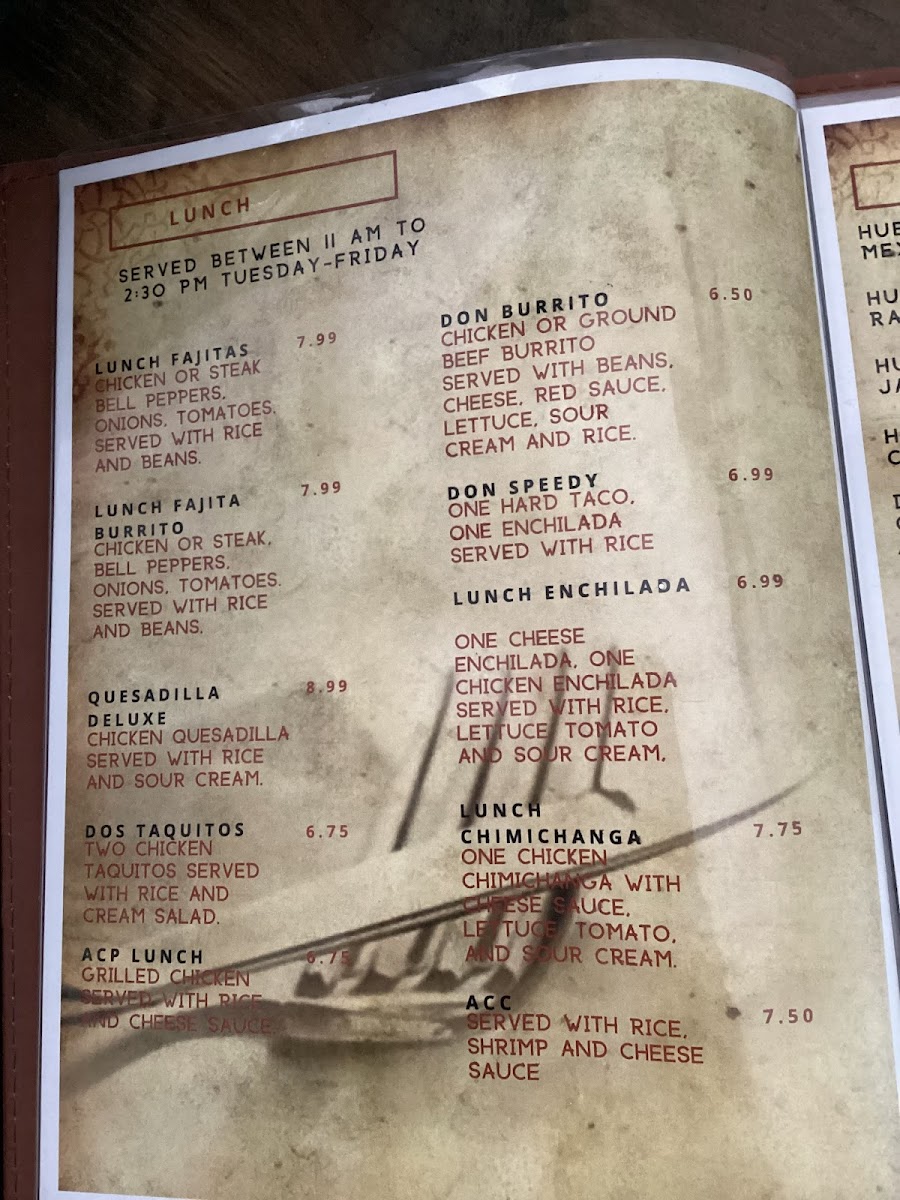 LUNCH
SERVED BETWEEN 11 AM TO
2:30 PM TUESDAY-FRIDAY
LUNCH FAJITAS 7.99
CHICKEN OR STEAK
BELL PEPPERS,
ONIONS, TOMATOES.
SERVED WITH RICE
AND BEANS.
LUNCH FAJITA 7.99
BURRITO
CHICKEN OR STEAK,
BELL PEPPERS,
ONIONS, TOMATOES.
SERVED WITH RICE
AND BEANS.
QUESADILLA 8.99
DELUXE
CHICKEN QUESADILLA
SERVED WITH RICE
AND SOUR CREAM.
DOS TAQUITOS 6.75
TWO CHICKEN
TAQUITOS SERVED
WITH RICE AND
CREAM SALAD.
ACP LUNCH 6.75
GRILLED CHICKEN
SERVED WITH RICE
AND CHEESE SAUCE.
DON BURRITO 6.50
CHICKEN OR GROUND
BEEF BURRITO
SERVED WITH BEANS,
CHEESE, RED SAUCE,
LETTUCE, SOUR
CREAM AND RICE.
DON SPEEDY 6.99
ONE HARD TACO,
ONE ENCHILADA
SERVED WITH RICE
LUNCH ENCHILADA 6.99
ONE CHEESE
ENCHILADA, ONE
CHICKEN ENCHILADA
SERVED WITH RICE,
LETTUCE, TOMATO
AND SOUR CREAM,
LUNCH
CHIMICHANGA 7.75
ONE CHICKEN
CHIMICHANGA WITH
CHEESE SAUCE,
LETTUCE, TOMATO,
AND SOUR CREAM.
ACC 7.50
SERVED WITH RICE,
SHRIMP AND CHEESE
SAUCE